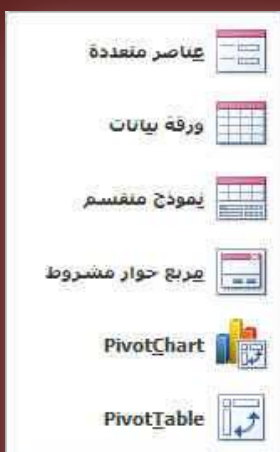 عناصر متعددة
ورقة بيانات
نموذج منقسم
مربع حوار مشروط
PivotChart
PivotTable